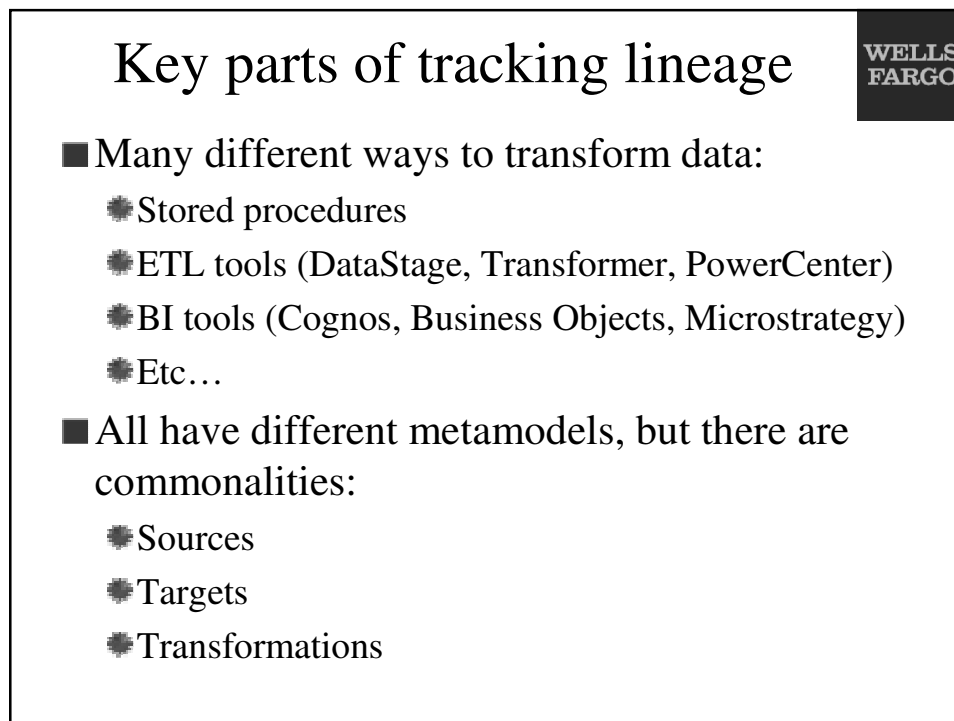 Key parts of tracking lineage
WELLS
FARGO
Many different ways to transform data:
Stored procedures
ETL tools (DataStage, Transformer, PowerCenter)
BI tools (Cognos, Business Objects, Microstrategy)
Etc…
All have different metamodels, but there are
commonalities:
Sources
Targets
Transformations